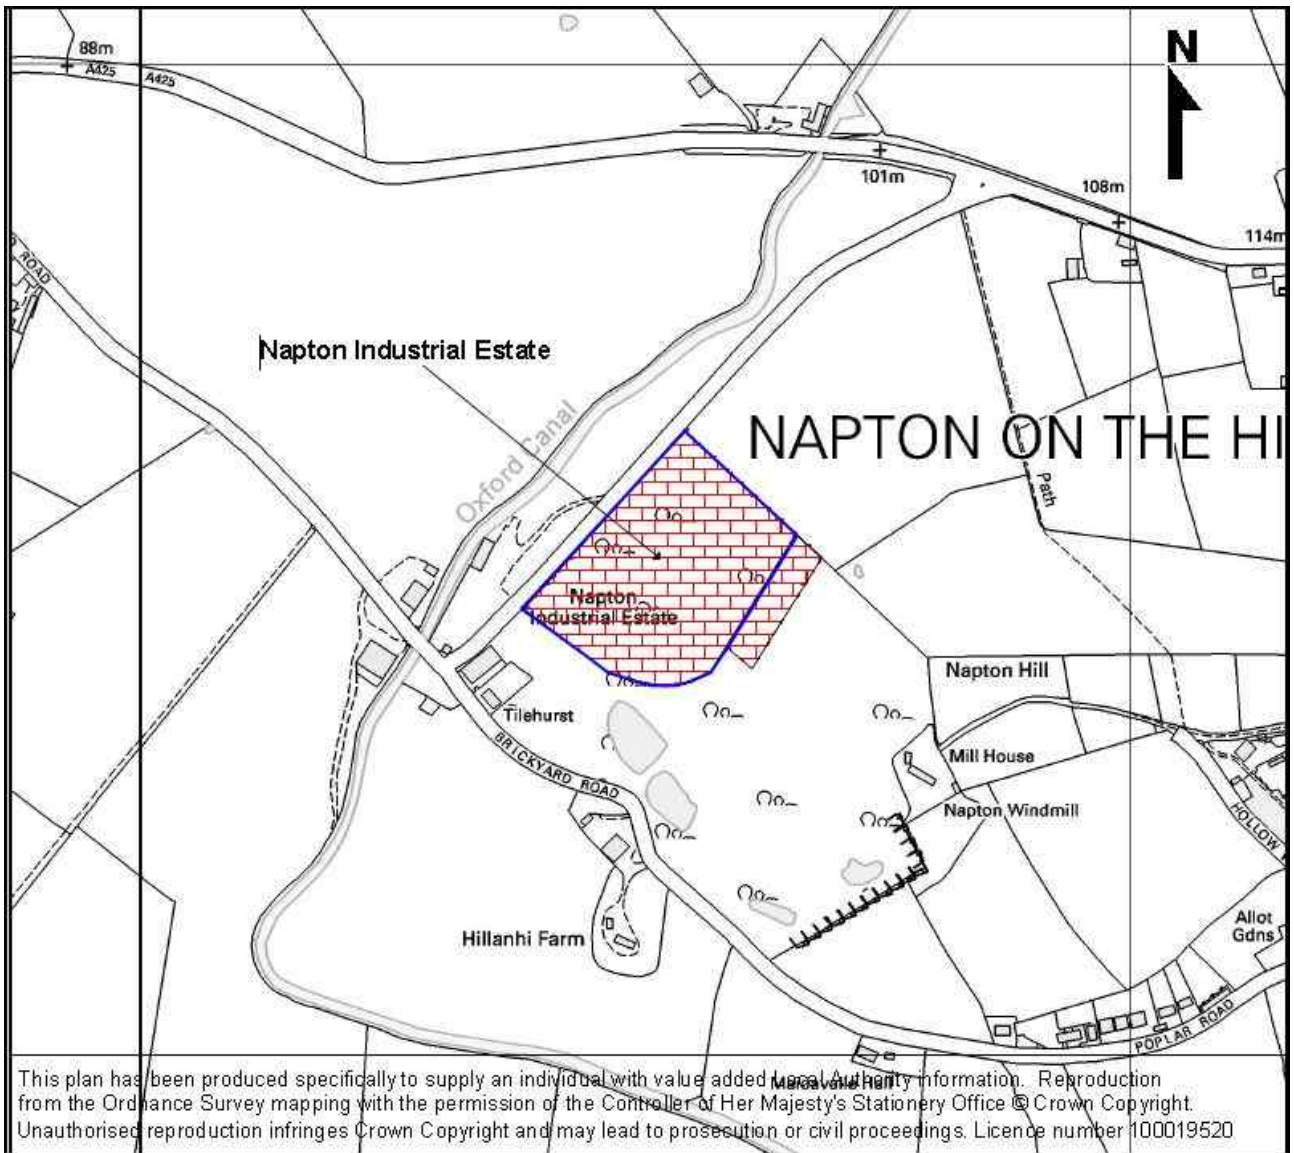 88m
A425
A425
N
101m
108m
114m
ROAD
Napton Industrial Estate
Oxford Canal
NAPTON ON THE HI
Path
Napton
Industrial Estate
Napton Hill
Tilehurst
BRICKYARD ROAD
Mill House
Napton Windmill
HOLLOW
Hillanhi Farm
Allot
Gdns
POPLAR ROAD
This plan has been produced specifically to supply an individual with value added Local Authority information. Reproduction
from the Ordnance Survey mapping with the permission of the Controller of Her Majesty's Stationery Office © Crown Copyright.
Unauthorised reproduction infringes Crown Copyright and may lead to prosecution or civil proceedings. Licence number 100019520